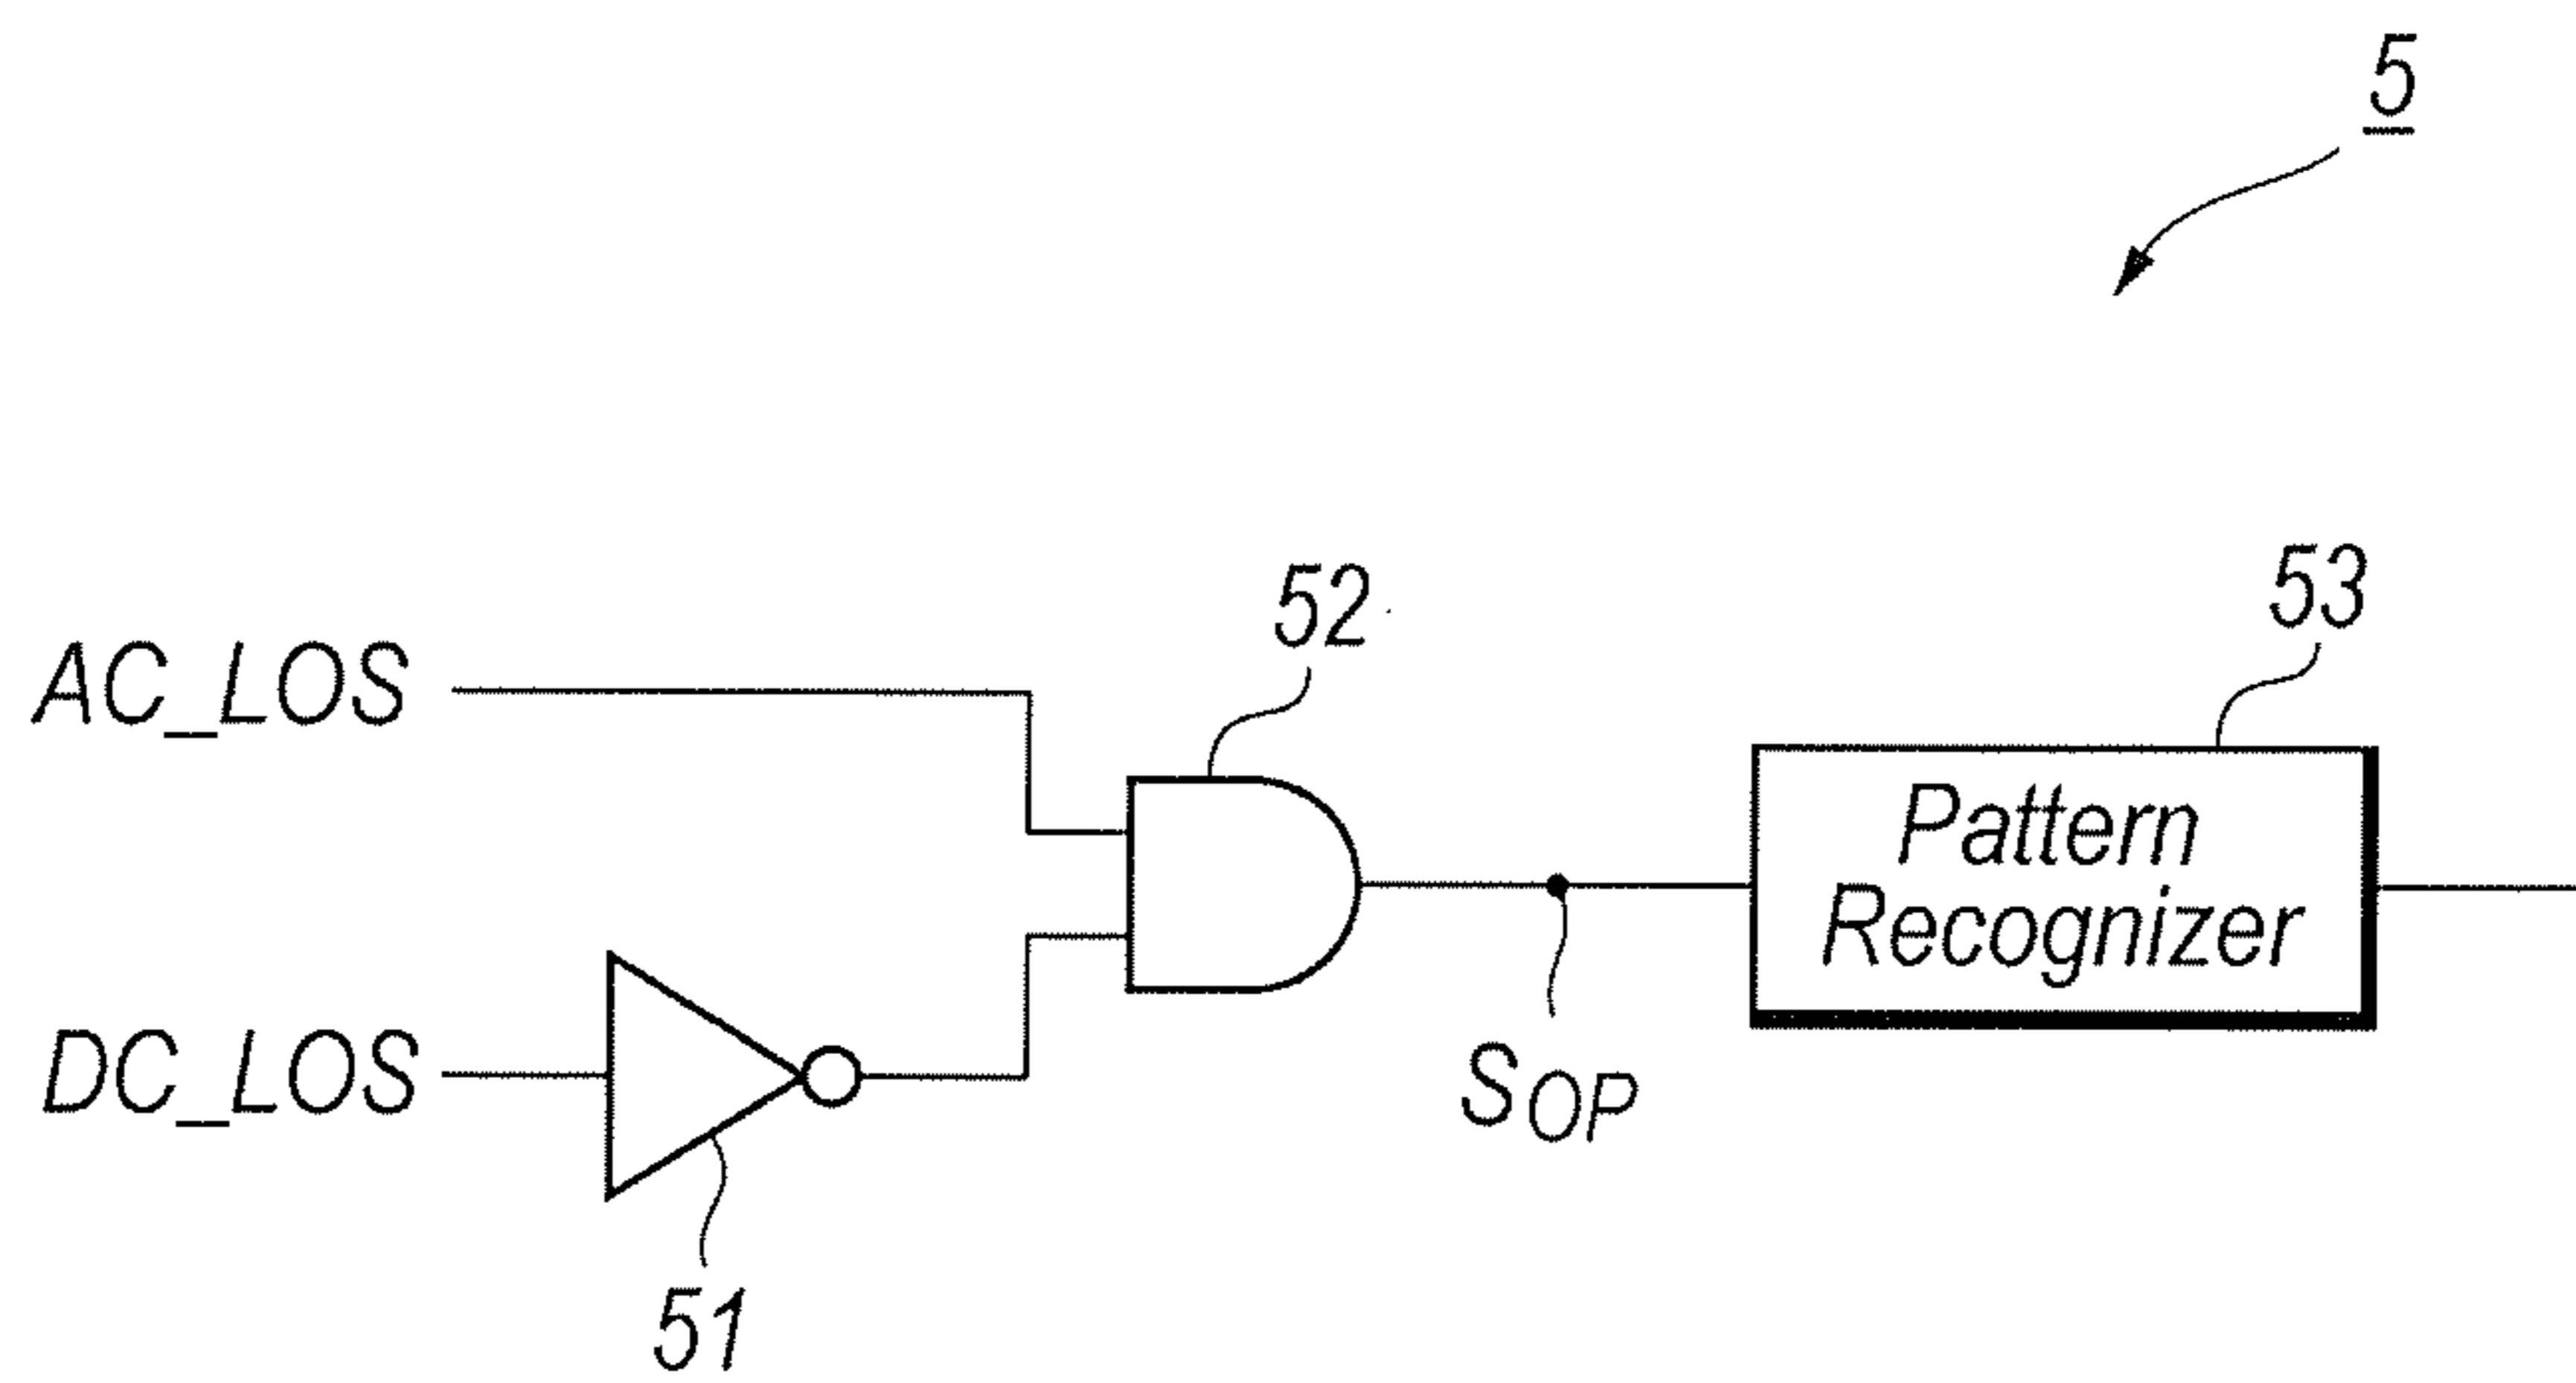 5
52
53
AC_LOS
Pattern
Recognizer
DC_LOS
SOP
51